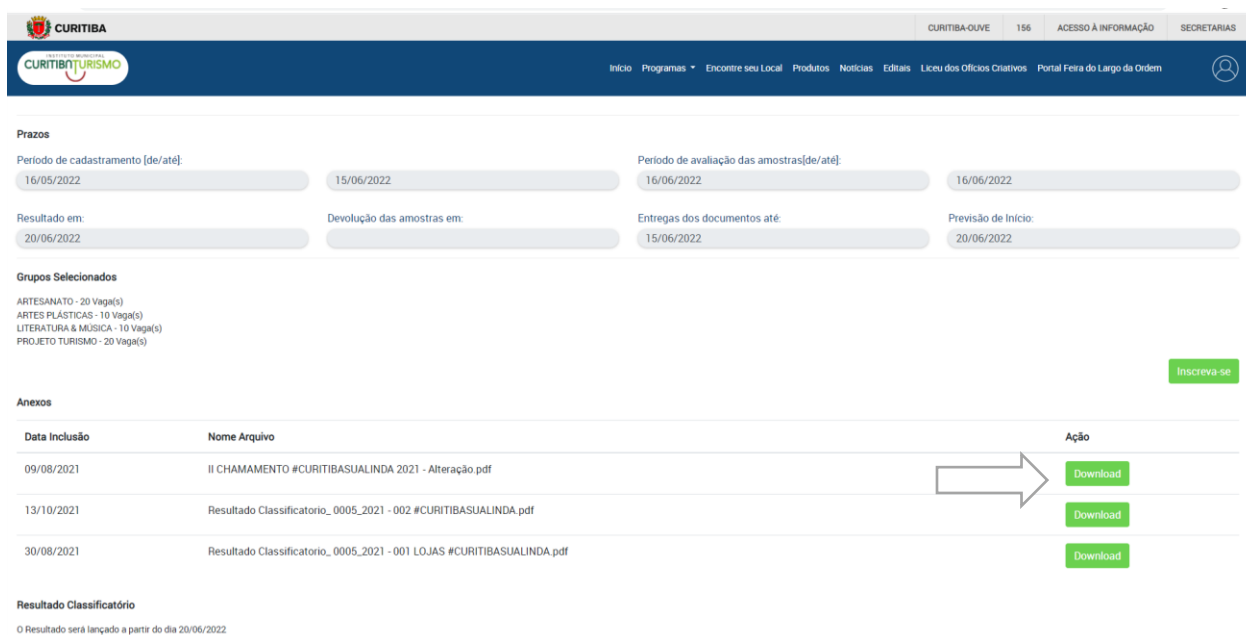 CURITIBA
CURITIBA-OUVE 156 ACESSO À INFORMAÇÃO SECRETARIAS
INSTITUTO MUNICIPAL
CURITIBA TURISMO
Início Programas Encontre seu Local Produtos Notícias Editais Liceu dos Ofícios Criativos Portal Feira do Largo da Ordem
Prazos
Período de cadastramento [de/até]: Período de avaliação das amostras[de/até]:
16/05/2022 15/06/2022 16/06/2022 16/06/2022
Resultado em: Devolução das amostras em: Entregas dos documentos até: Previsão de Início:
20/06/2022 15/06/2022 20/06/2022
Grupos Selecionados
ARTESANATO - 20 Vaga(s)
ARTES PLÁSTICAS - 10 Vaga(s)
LITERATURA & MÚSICA - 10 Vaga(s)
PROJETO TURISMO - 20 Vaga(s)
Inscreva-se
Anexos
Data Inclusão Nome Arquivo Ação
09/08/2021 II CHAMAMENTO #CURITIBASUALINDA 2021 - Alteração.pdf Download
13/10/2021 Resultado Classificatorio_ 0005_2021 - 002 #CURITIBASUALINDA.pdf Download
30/08/2021 Resultado Classificatorio_ 0005_2021 - 001 LOJAS #CURITIBASUALINDA.pdf Download
Resultado Classificatório
O Resultado será lançado a partir do dia 20/06/2022